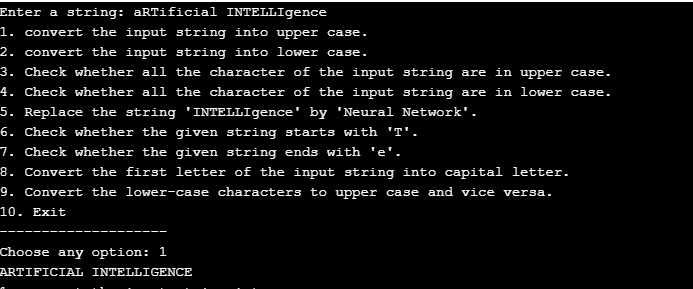 Enter a string: aRTificial INTELLIgence
1. convert the input string into upper case.
2. convert the input string into lower case.
3. Check whether all the character of the input string are in upper case.
4. Check whether all the character of the input string are in lower case.
5. Replace the string 'INTELLIgence' by 'Neural Network'.
6. Check whether the given string starts with 'T'.
7. Check whether the given string ends with 'e'.
8. Convert the first letter of the input string into capital letter.
9. Convert the lower-case characters to upper case and vice versa.
10. Exit
--------------------
Choose any option: 1
ARTIFICIAL INTELLIGENCE